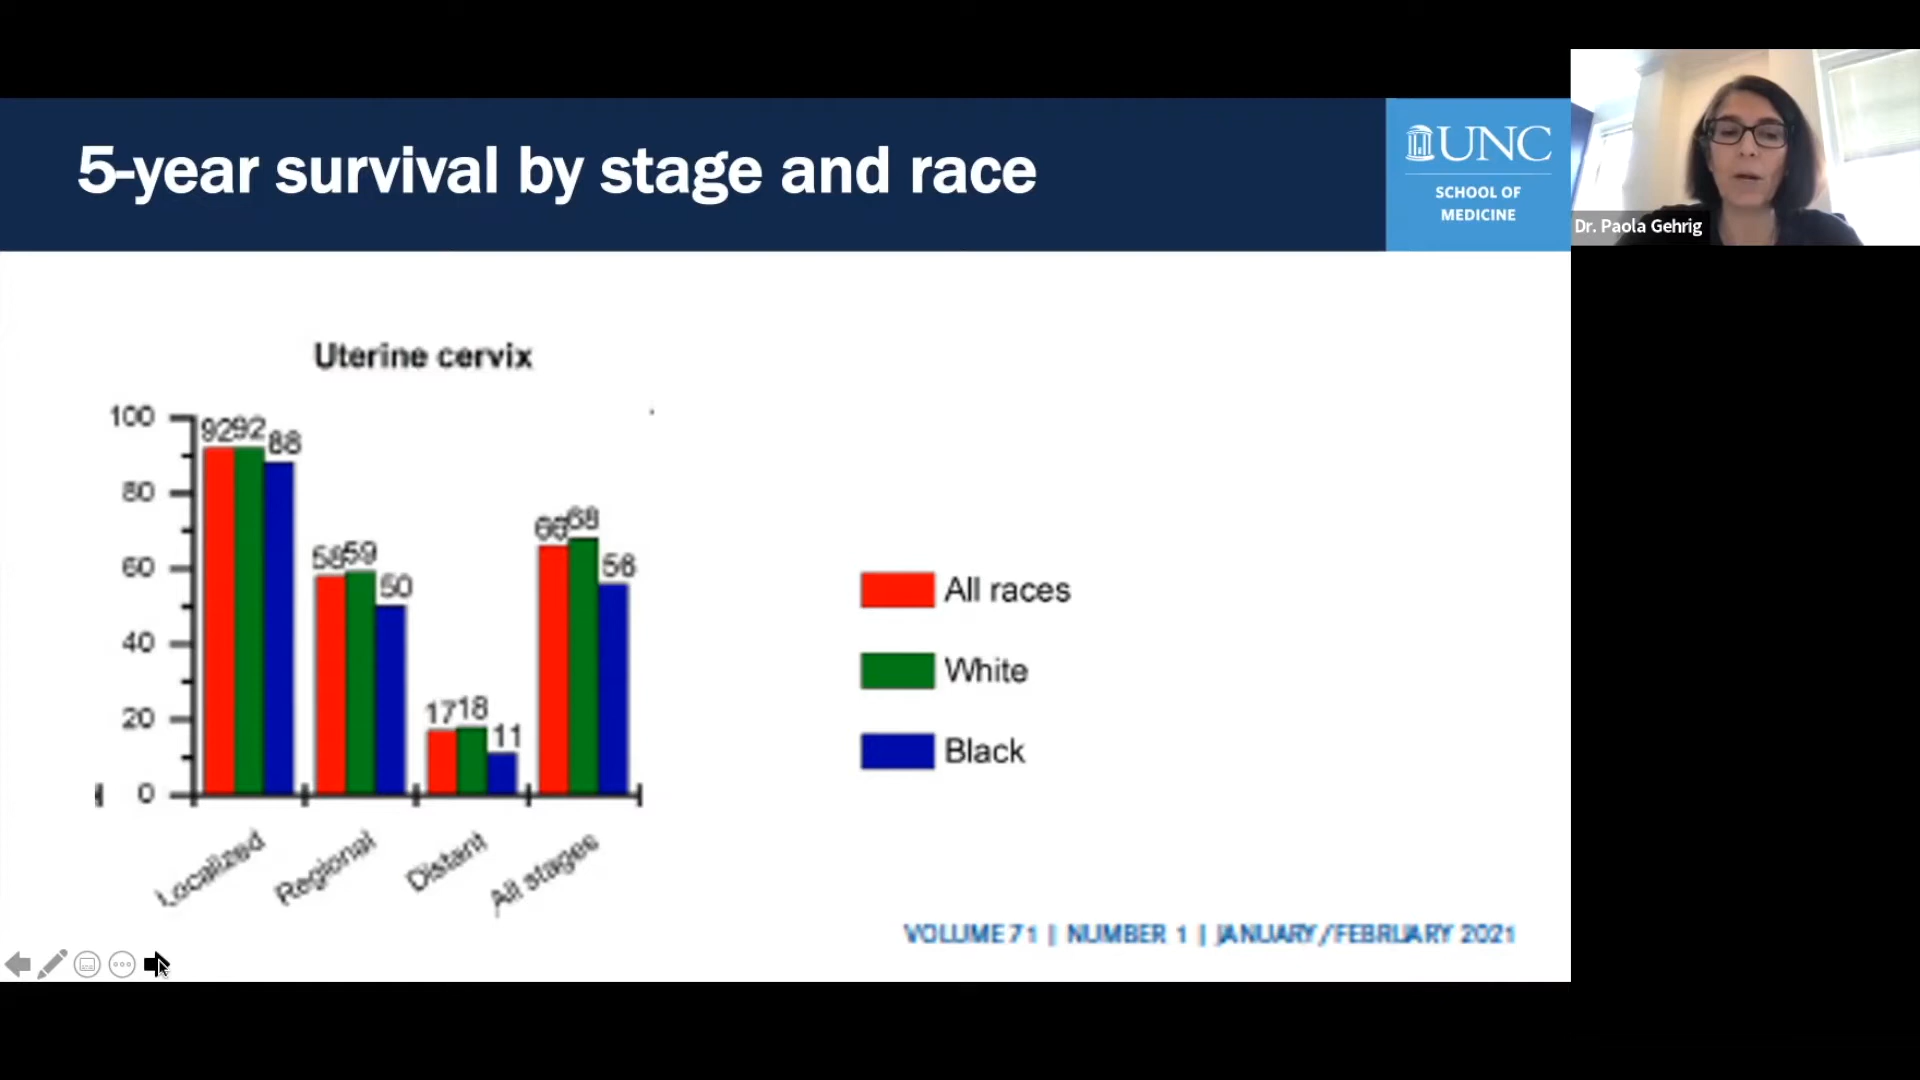 5-year survival by stage and race
UNC
SCHOOL OF
MEDICINE
Dr. Paola Gehrig
Uterine cervix
100
80
60
40
20
0
92
92
88
58
59
50
17
18
11
66
68
56
Localized
Regional
Distant
All stages
All races
White
Black
VOLUME 71 | NUMBER 1 | JANUARY/FEBRUARY 2021